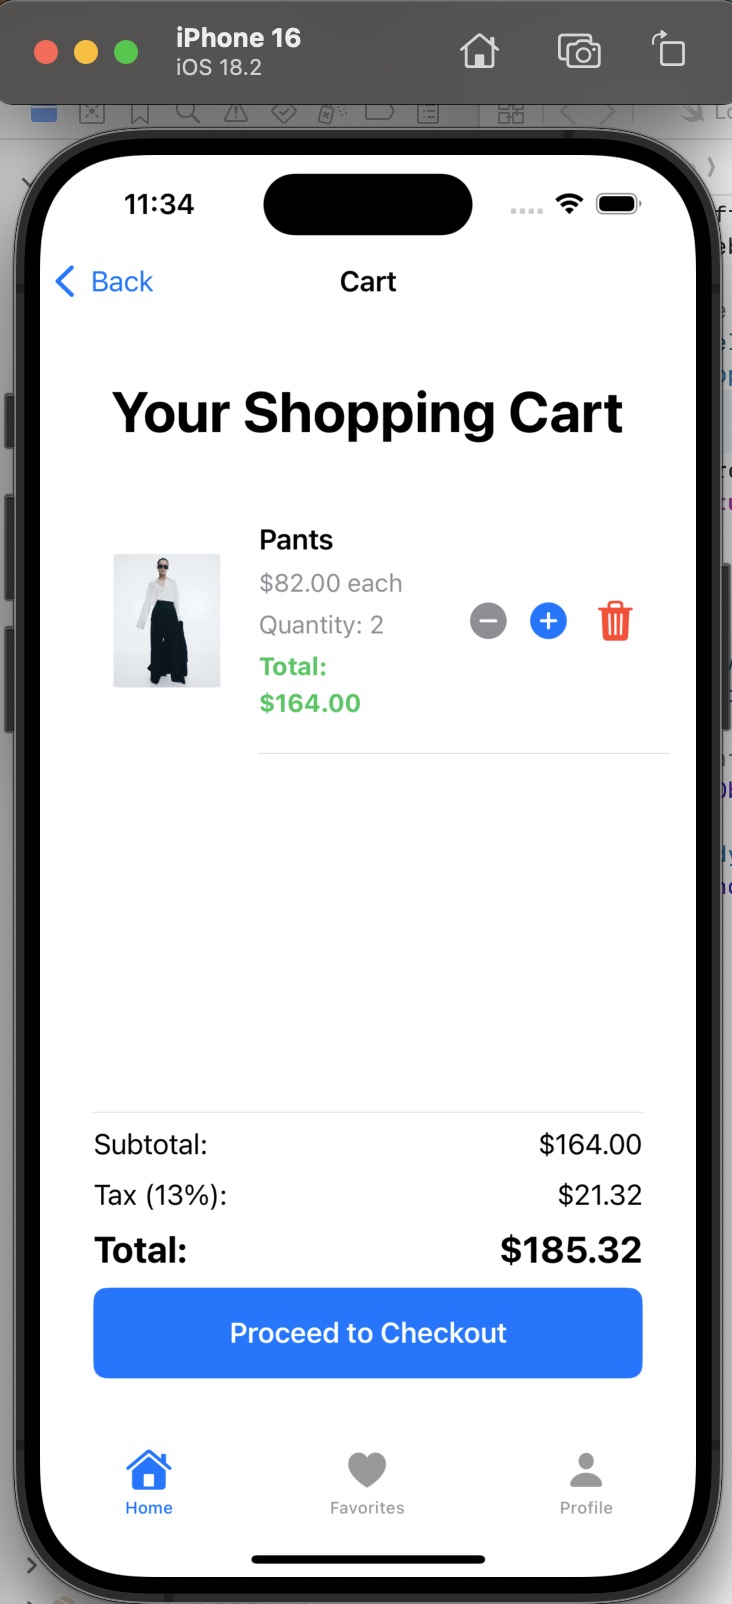 iPhone 16
iOS 18.2
11:34
Back
Cart
Your Shopping Cart
Pants
$82.00 each
Quantity: 2
Total:
$164.00
Subtotal:
$164.00
Tax (13%):
$21.32
Total:
$185.32
Proceed to Checkout
Home
Favorites
Profile